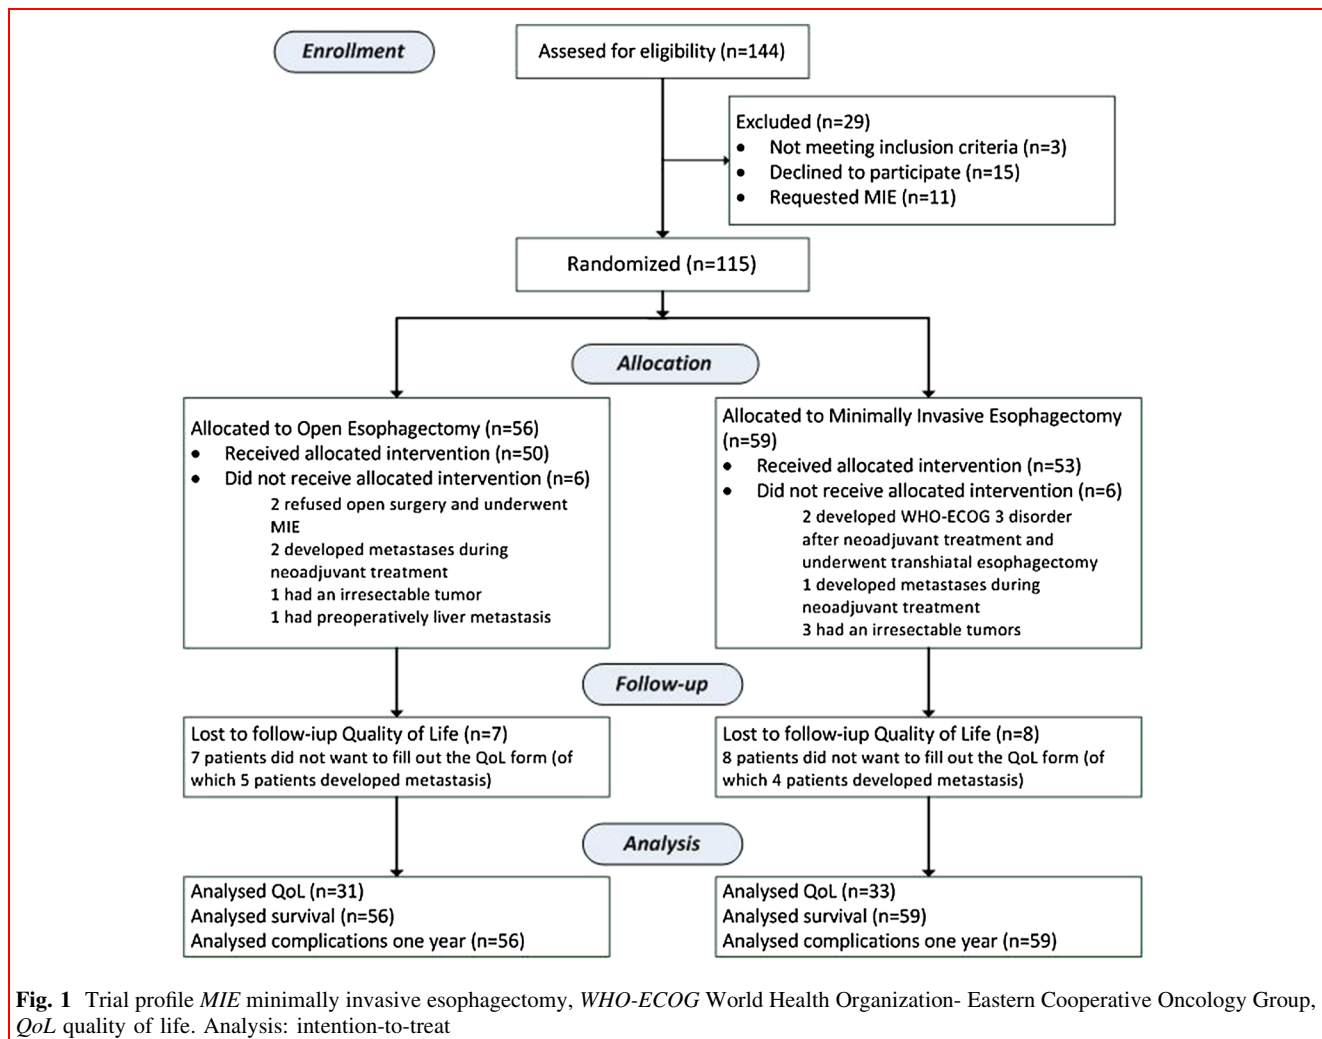 Enrollment
Assesed for eligibility (n=144)
Excluded (n=29)
• Not meeting inclusion criteria (n=3)
• Declined to participate (n=15)
• Requested MIE (n=11)
Randomized (n=115)
Allocation
Allocated to Open Esophagectomy (n=56)
• Received allocated intervention (n=50)
• Did not receive allocated intervention (n=6)
2 refused open surgery and underwent
MIE
2 developed metastases during
neoadjuvant treatment
1 had an irresectable tumor
1 had preoperatively liver metastasis
Allocated to Minimally Invasive Esophagectomy
(n=59)
• Received allocated intervention (n=53)
• Did not receive allocated intervention (n=6)
2 developed WHO-ECOG 3 disorder
after neoadjuvant treatment and
underwent transhiatal esophagectomy
1 developed metastases during
neoadjuvant treatment
3 had an irresectable tumors
Follow-up
Lost to follow-iup Quality of Life (n=7)
7 patients did not want to fill out the QoL form (of
which 5 patients developed metastasis)
Lost to follow-iup Quality of Life (n=8)
8 patients did not want to fill out the QoL form (of
which 4 patients developed metastasis)
Analysis
Analysed QoL (n=31)
Analysed survival (n=56)
Analysed complications one year (n=56)
Analysed QoL (n=33)
Analysed survival (n=59)
Analysed complications one year (n=59)
Fig. 1 Trial profile MIE minimally invasive esophagectomy, WHO-ECOG World Health Organization- Eastern Cooperative Oncology Group,
QoL quality of life. Analysis: intention-to-treat